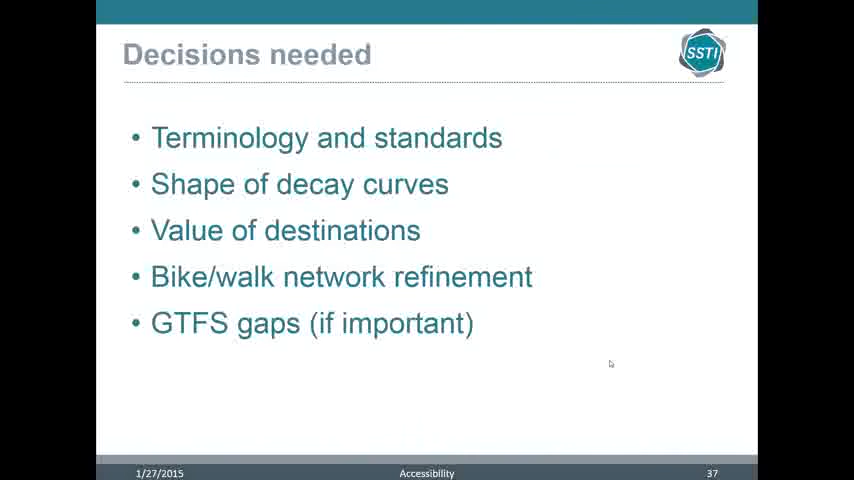 Decisions needed
SSTI
• Terminology and standards
• Shape of decay curves
• Value of destinations
• Bike/walk network refinement
• GTFS gaps (if important)
1/27/2015
Accessibility
37